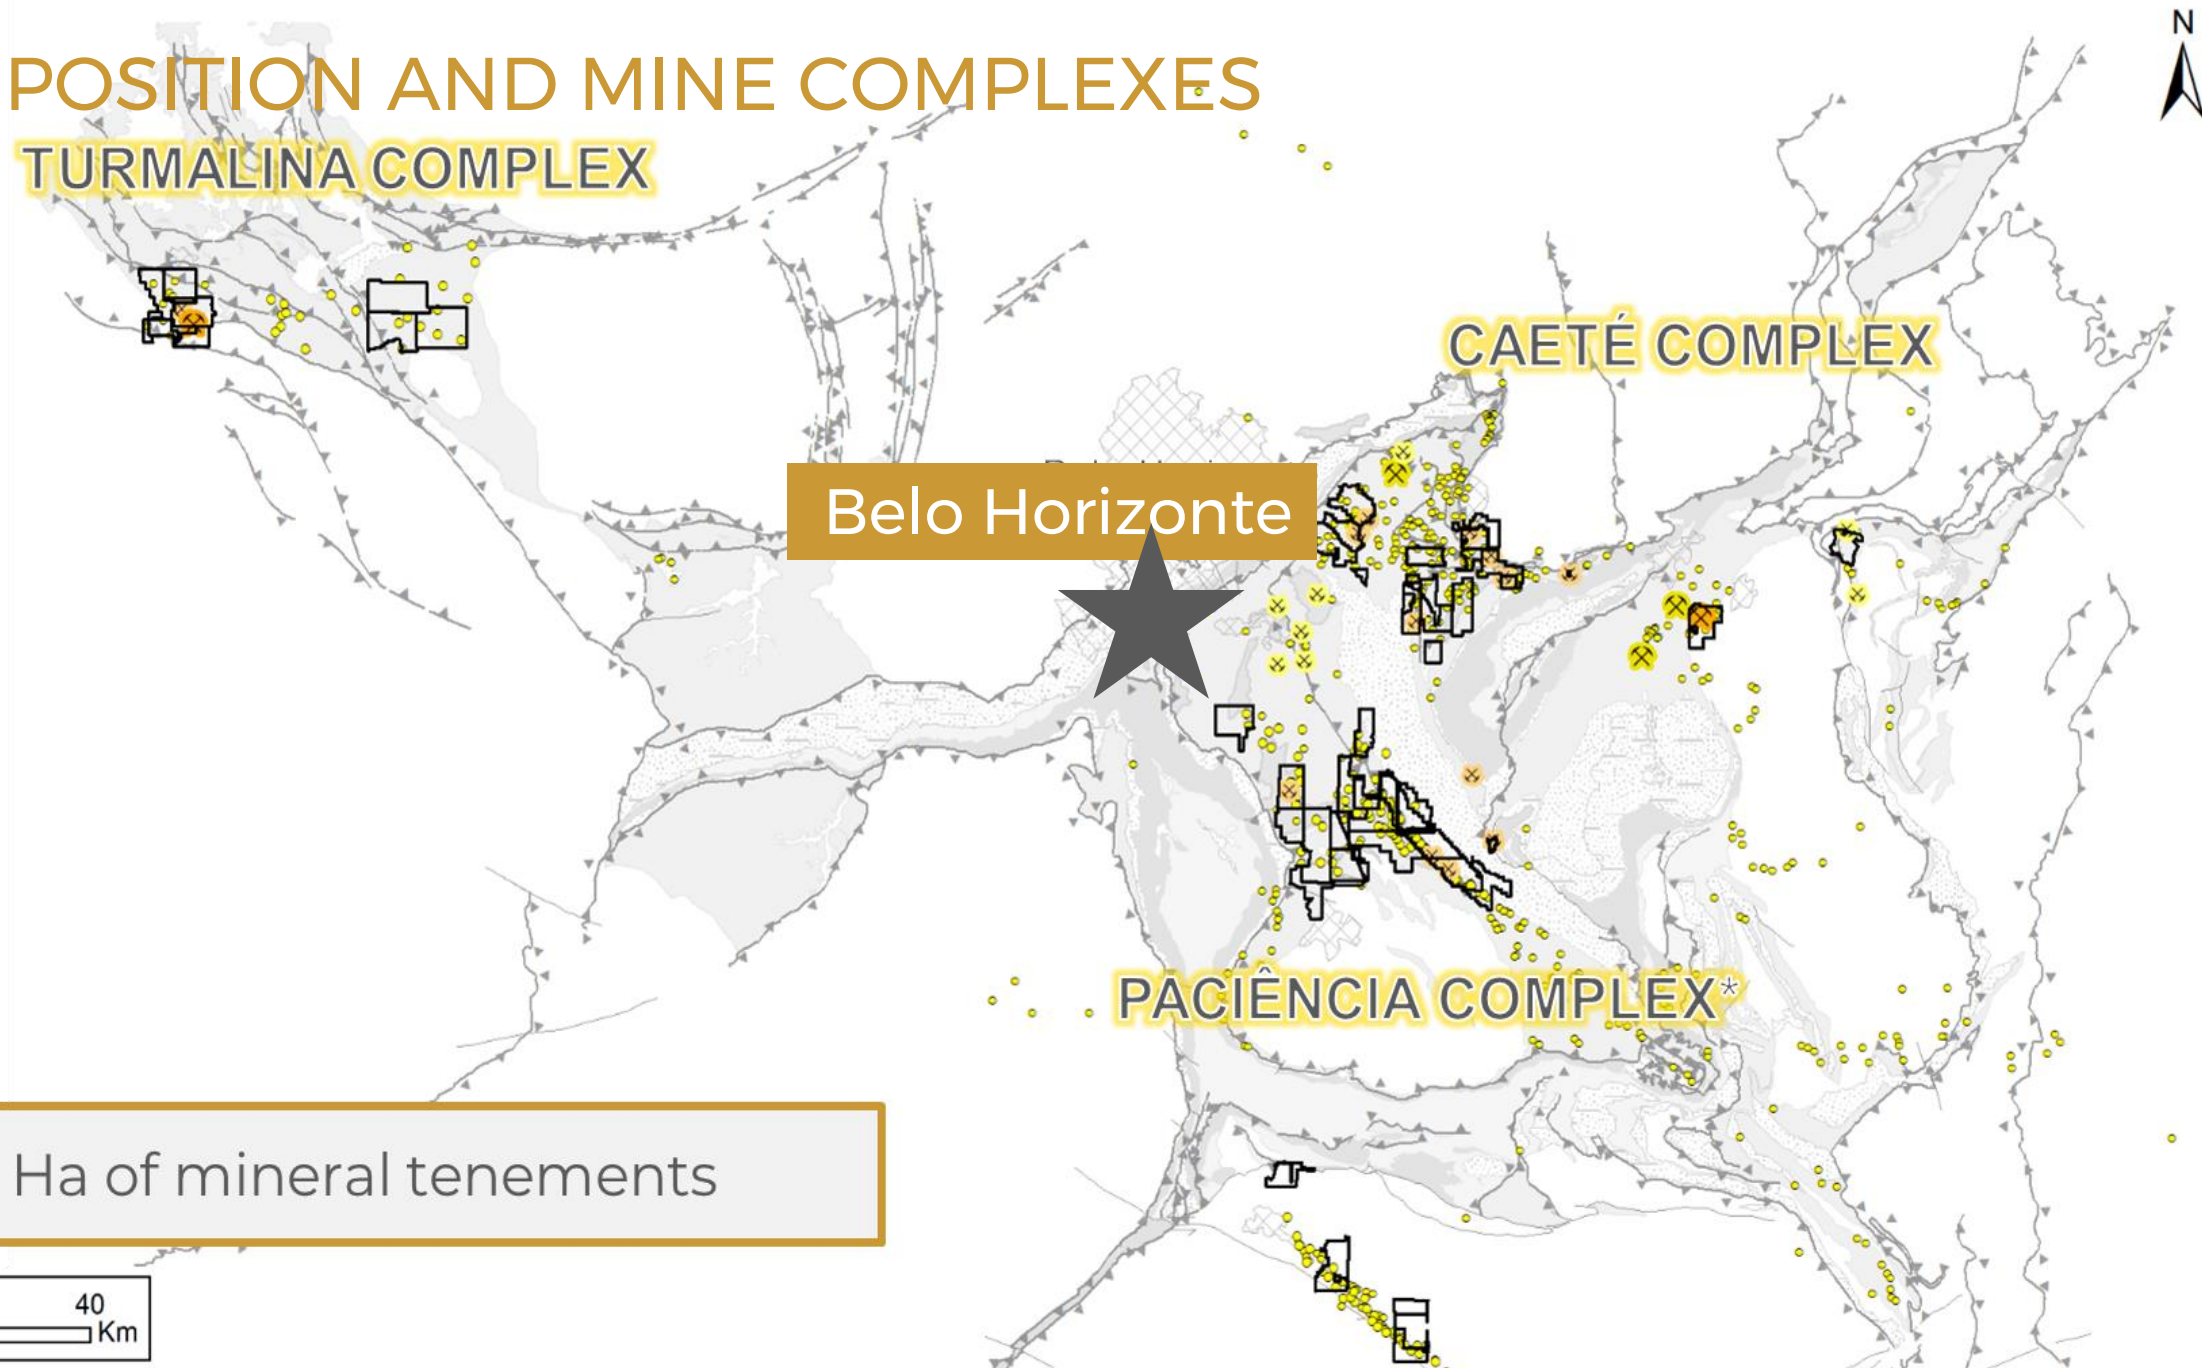 N
POSITION AND MINE COMPLEXES
TURMALINA COMPLEX
CAETÉ COMPLEX
Belo Horizonte
PACIÊNCIA COMPLEX*
Ha of mineral tenements
40
Km